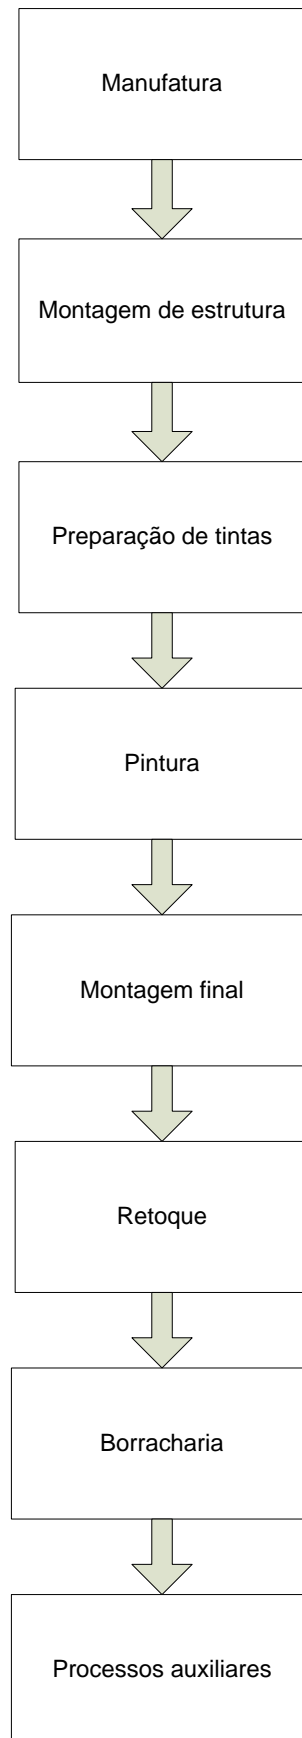 Manufatura
Montagem de estrutura
Preparação de tintas
Pintura
Montagem final
Retoque
Borracharia
Processos auxiliares